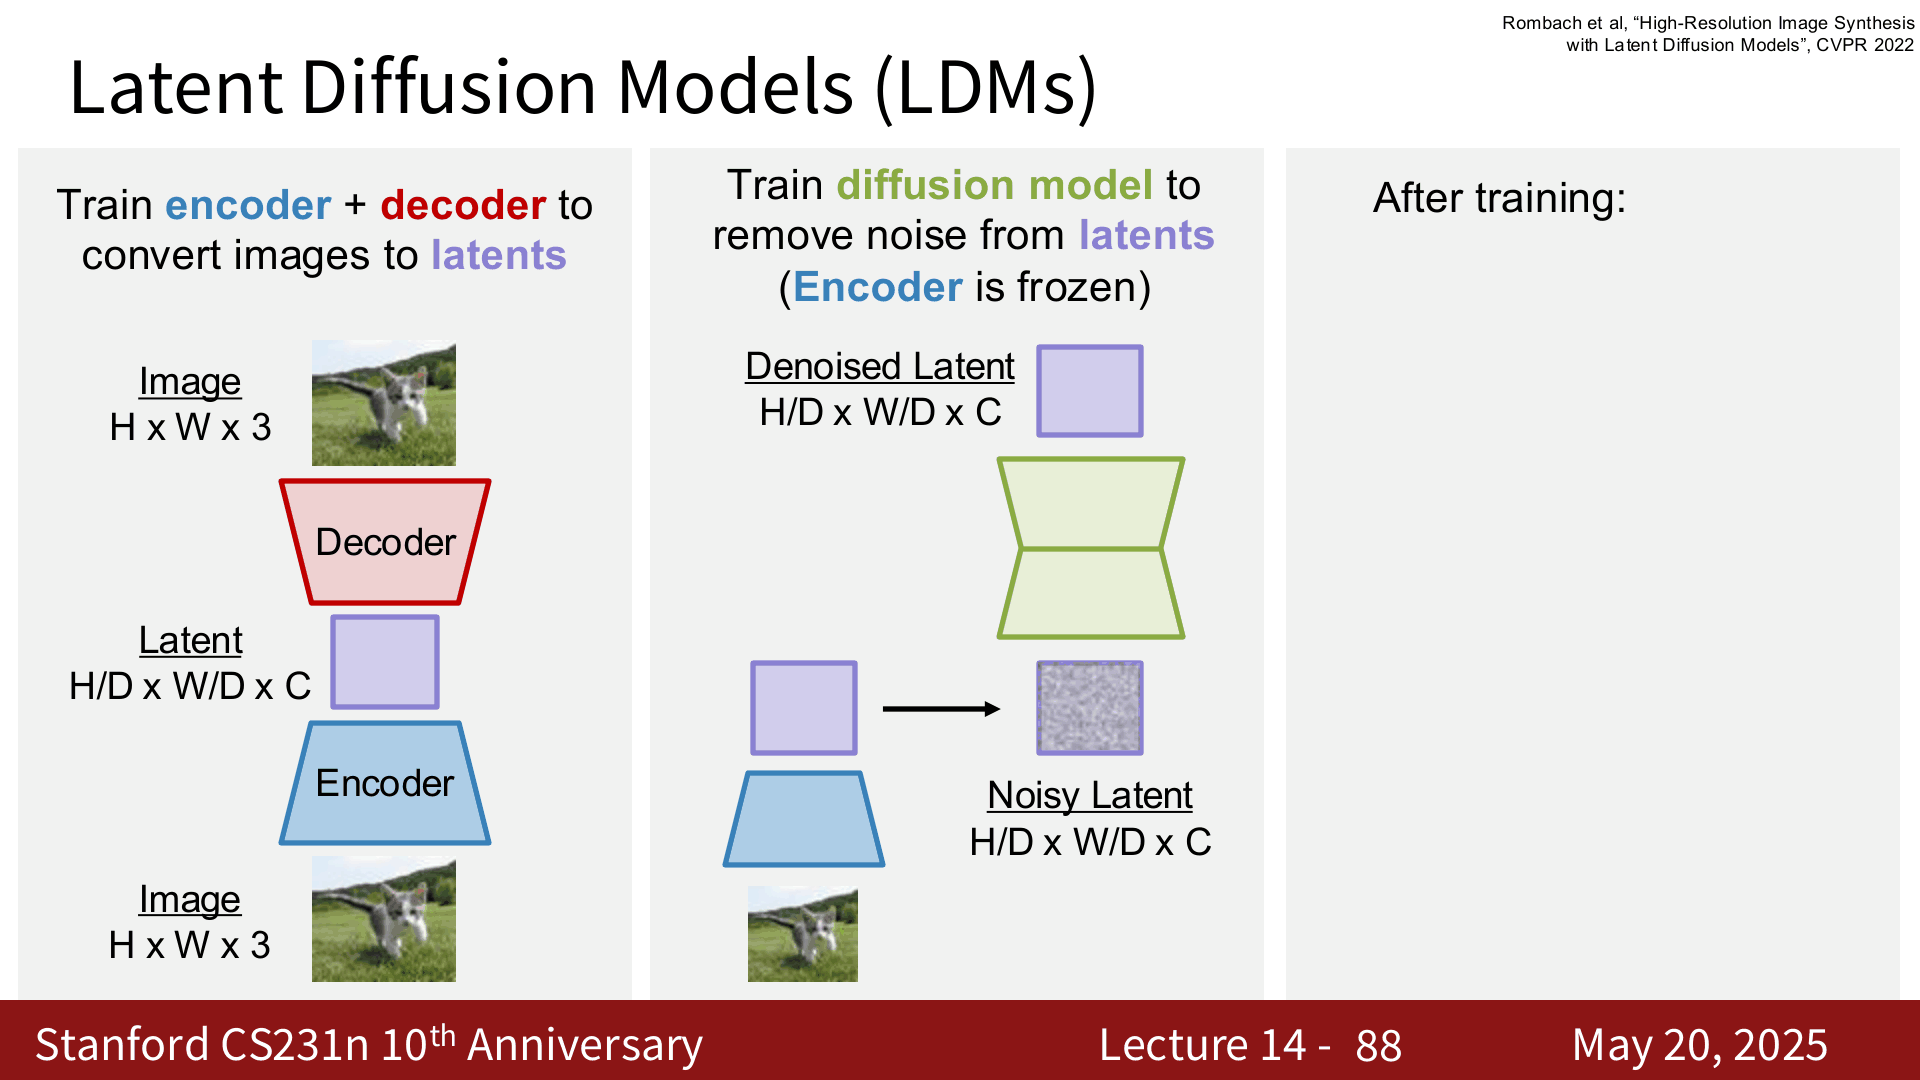 Rombach et al, “High-Resolution Image Synthesis
with Latent Diffusion Models”, CVPR 2022
Latent Diffusion Models (LDMs)
Train encoder + decoder to
convert images to latents
Image
H x W x 3
Decoder
Latent
H/D x W/D x C
Encoder
Image
H x W x 3
Train diffusion model to
remove noise from latents
(Encoder is frozen)
Denoised Latent
H/D x W/D x C
Noisy Latent
H/D x W/D x C
After training:
Stanford CS231n 10th Anniversary
Lecture 14 - 88
May 20, 2025